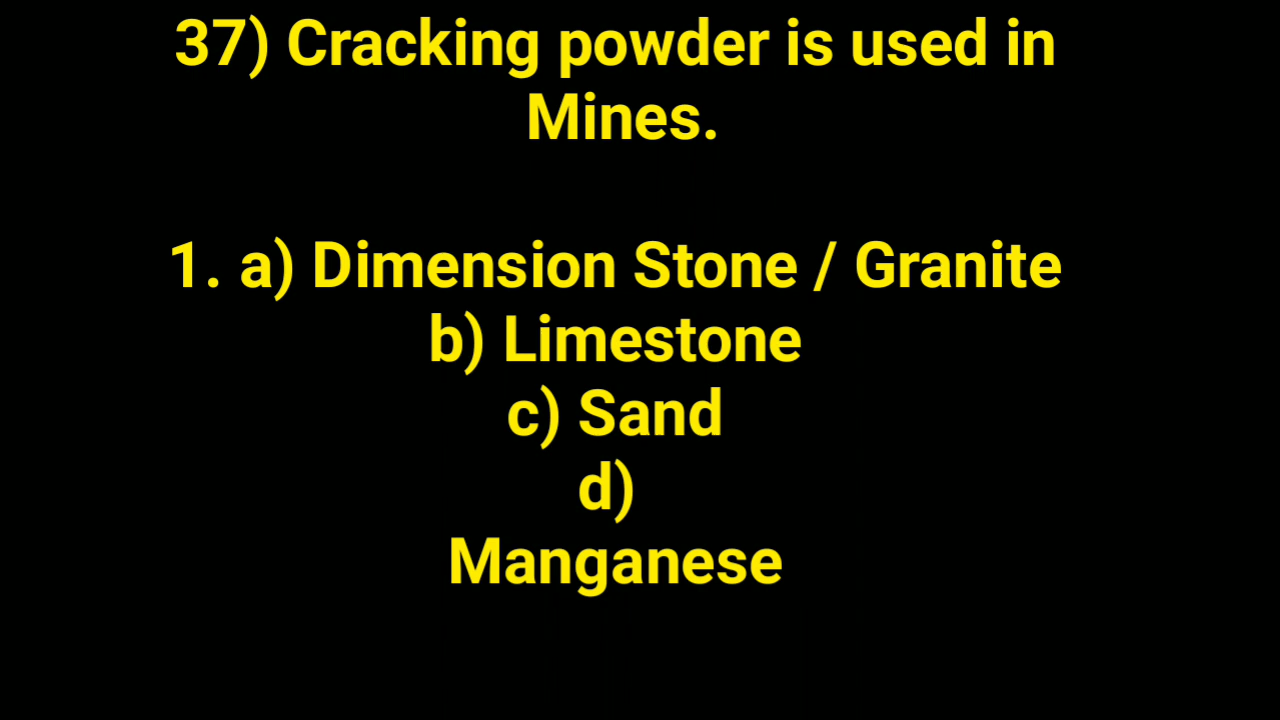 37) Cracking powder is used in
Mines.
1. a) Dimension Stone / Granite
b) Limestone
c) Sand
d)
Manganese